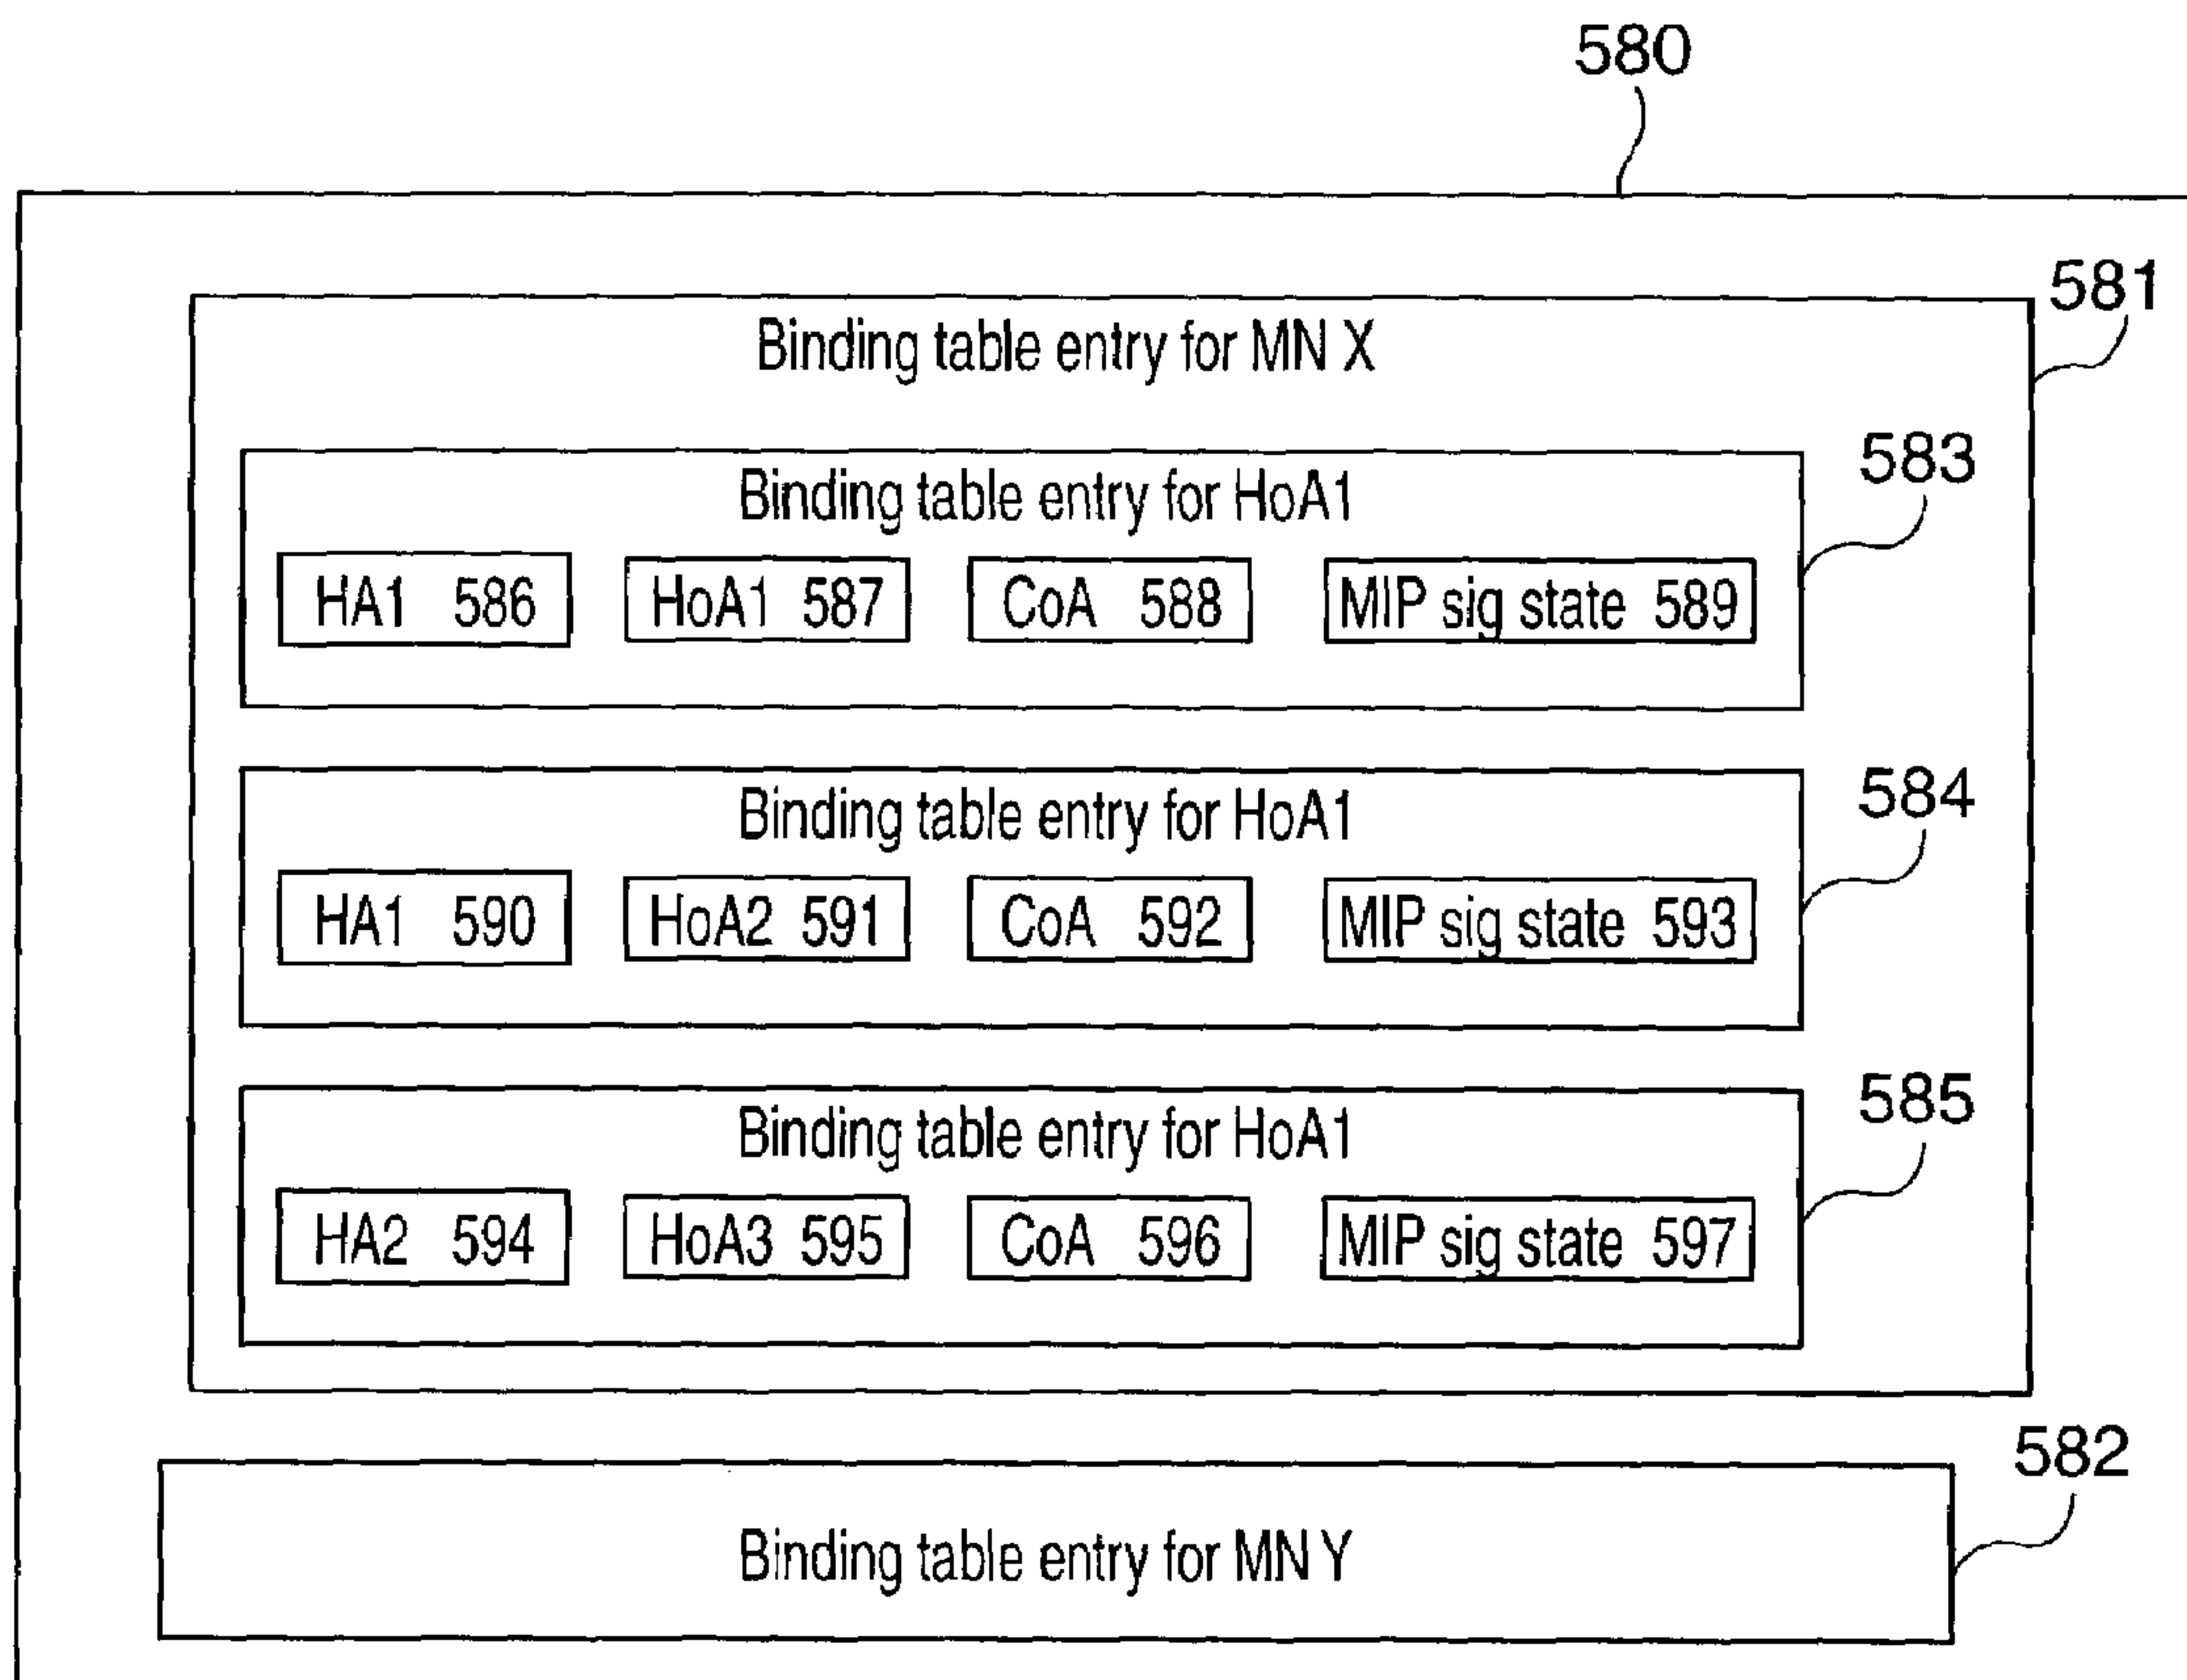 580
581
Binding table entry for MN X
583
Binding table entry for HoA1
HA1 586 HoA1 587 CoA 588 MIP sig state 589
584
Binding table entry for HoA1
HA1 590 HoA2 591 CoA 592 MIP sig state 593
585
Binding table entry for HoA1
HA2 594 HoA3 595 CoA 596 MIP sig state 597
582
Binding table entry for MN Y